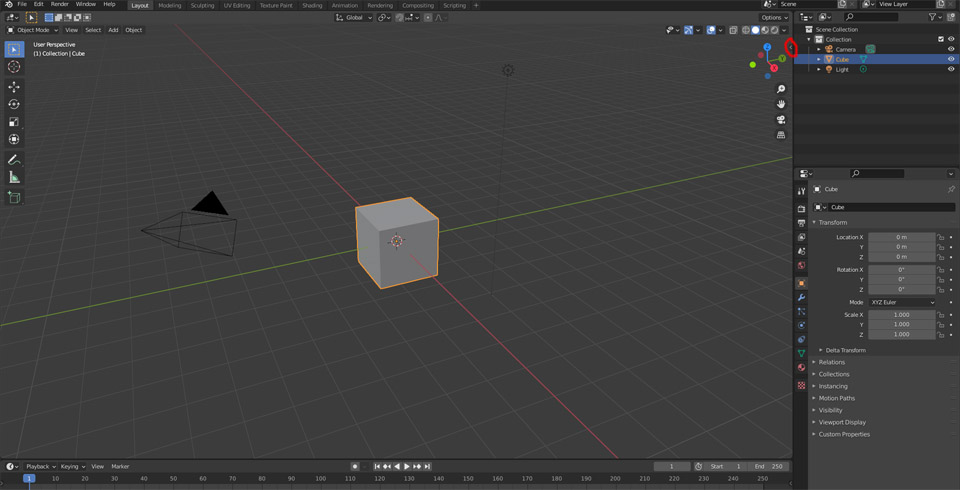 File Edit Render Window Help Layout Modeling Sculpting UV Editing Texture Paint Shading Animation Rendering Compositing Scripting Scene View Layer
Global Options
Object Mode View Select Add Object
User Perspective
(1) Collection | Cube
Z
Y
X
Scene Collection
Collection
Camera
Cube
Light
Cube
Cube
Transform
Location X 0 m
Y 0 m
Z 0 m
Rotation X 0°
Y 0°
Z 0°
Mode XYZ Euler
Scale X 1.000
Y 1.000
Z 1.000
Delta Transform
Relations
Collections
Instancing
Motion Paths
Visibility
Viewport Display
Custom Properties
Playback Keying View Marker 1 Start 1 End 250
1 10 20 30 40 50 60 70 80 90 100 110 120 130 140 150 160 170 180 190 200 210 220 230 240 250